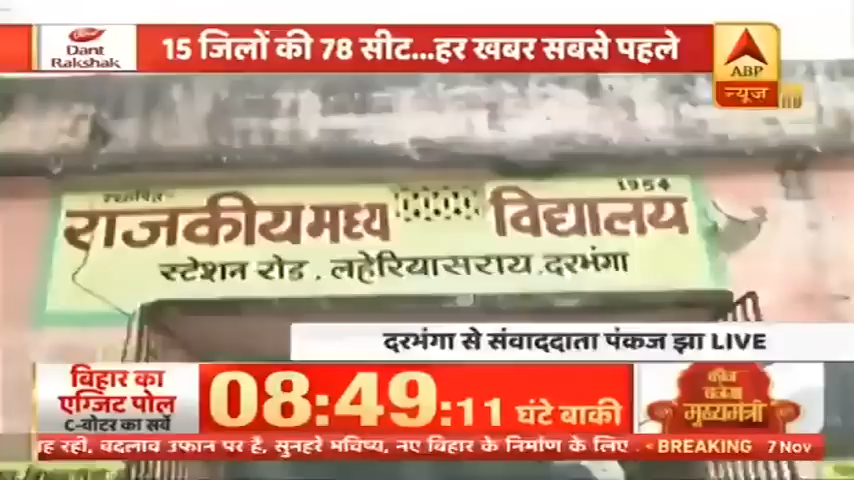 Dant
Rakshak
15 जिलों की 78 सीट...हर खबर सबसे पहले
ABP
न्यूज़
HD
स्थापित
1954
राजकीय मध्य विद्यालय
स्टेशन रोड . लहेरियासराय . दरभंगा
दरभंगा से संवाददाता पंकज झा LIVE
बिहार का
एग्जिट पोल
C-वोटर का सर्वे
08:49:11 घंटे बाकी
कौन
बनेगा
मुख्यमंत्री
ह रही, बदलाव उफान पर है, सुनहरे भविष्य, नए बिहार के निर्माण के लिए . BREAKING 7 Nov